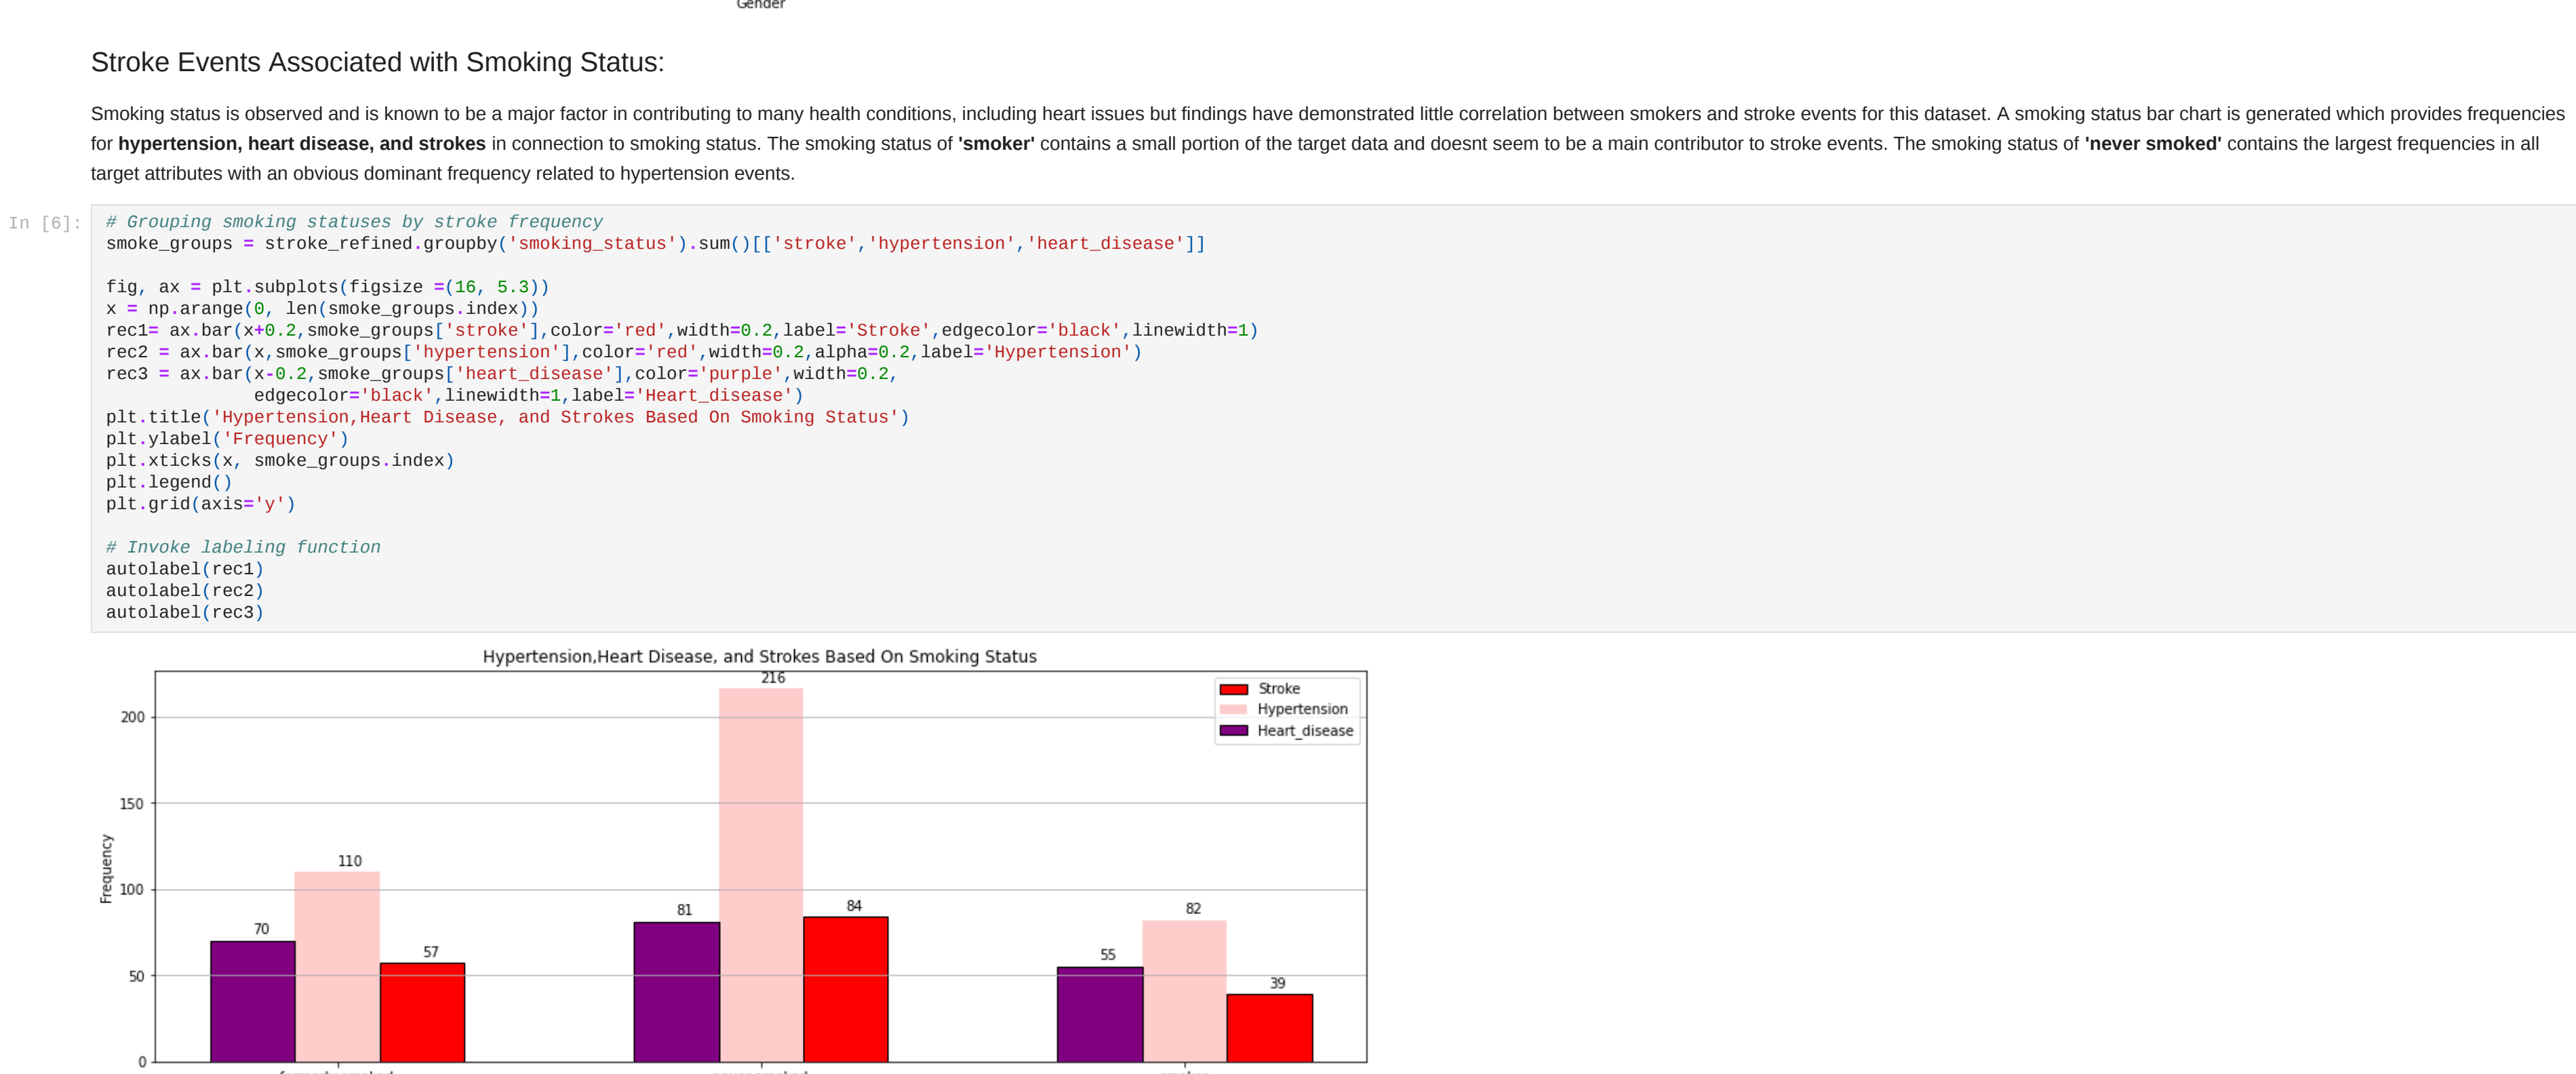 Gender
Stroke Events Associated with Smoking Status:
Smoking status is observed and is known to be a major factor in contributing to many health conditions, including heart issues but findings have demonstrated little correlation between smokers and stroke events for this dataset. A smoking status bar chart is generated which provides frequencies
for hypertension, heart disease, and strokes in connection to smoking status. The smoking status of 'smoker' contains a small portion of the target data and doesnt seem to be a main contributor to stroke events. The smoking status of 'never smoked' contains the largest frequencies in all
target attributes with an obvious dominant frequency related to hypertension events.
In [6]:
# Grouping smoking statuses by stroke frequency
smoke_groups = stroke_refined.groupby('smoking_status').sum()[['stroke','hypertension','heart_disease']]
fig, ax = plt.subplots(figsize =(16, 5.3))
x = np.arange(0, len(smoke_groups.index))
rec1= ax.bar(x+0.2,smoke_groups['stroke'],color='red',width=0.2,label='Stroke',edgecolor='black',linewidth=1)
rec2 = ax.bar(x,smoke_groups['hypertension'],color='red',width=0.2,alpha=0.2,label='Hypertension')
rec3 = ax.bar(x-0.2,smoke_groups['heart_disease'],color='purple',width=0.2,
edgecolor='black',linewidth=1,label='Heart_disease')
plt.title('Hypertension,Heart Disease, and Strokes Based On Smoking Status')
plt.ylabel('Frequency')
plt.xticks(x, smoke_groups.index)
plt.legend()
plt.grid(axis='y')
# Invoke labeling function
autolabel(rec1)
autolabel(rec2)
autolabel(rec3)
Hypertension,Heart Disease, and Strokes Based On Smoking Status
216
Stroke
Hypertension
Heart_disease
200
150
100
50
0
Frequency
70
110
57
81
84
55
82
39